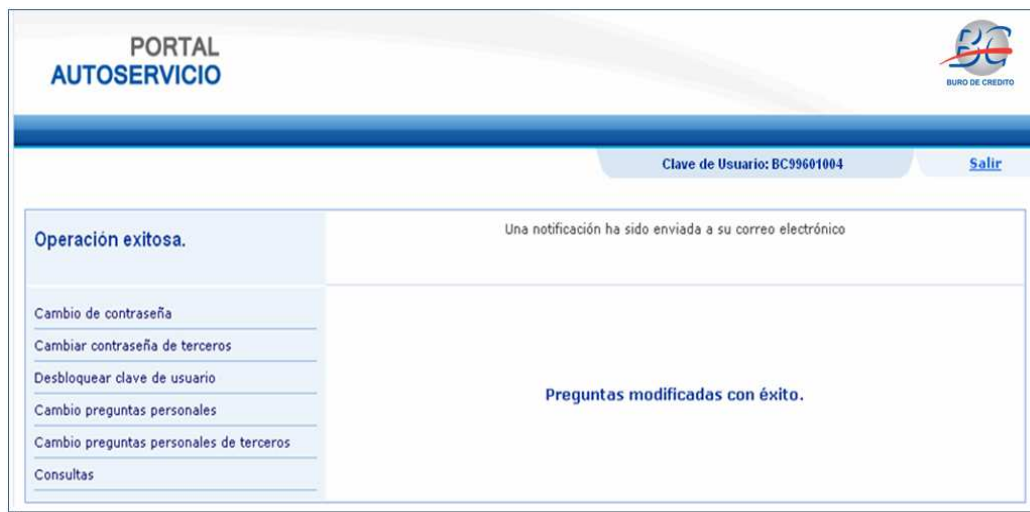 PORTAL
AUTOSERVICIO
BC
BURO DE CREDITO
Clave de Usuario: BC99601004
Salir
Operación exitosa.
Una notificación ha sido enviada a su correo electrónico
Cambio de contraseña
Cambiar contraseña de terceros
Desbloquear clave de usuario
Cambio preguntas personales
Cambio preguntas personales de terceros
Consultas
Preguntas modificadas con éxito.